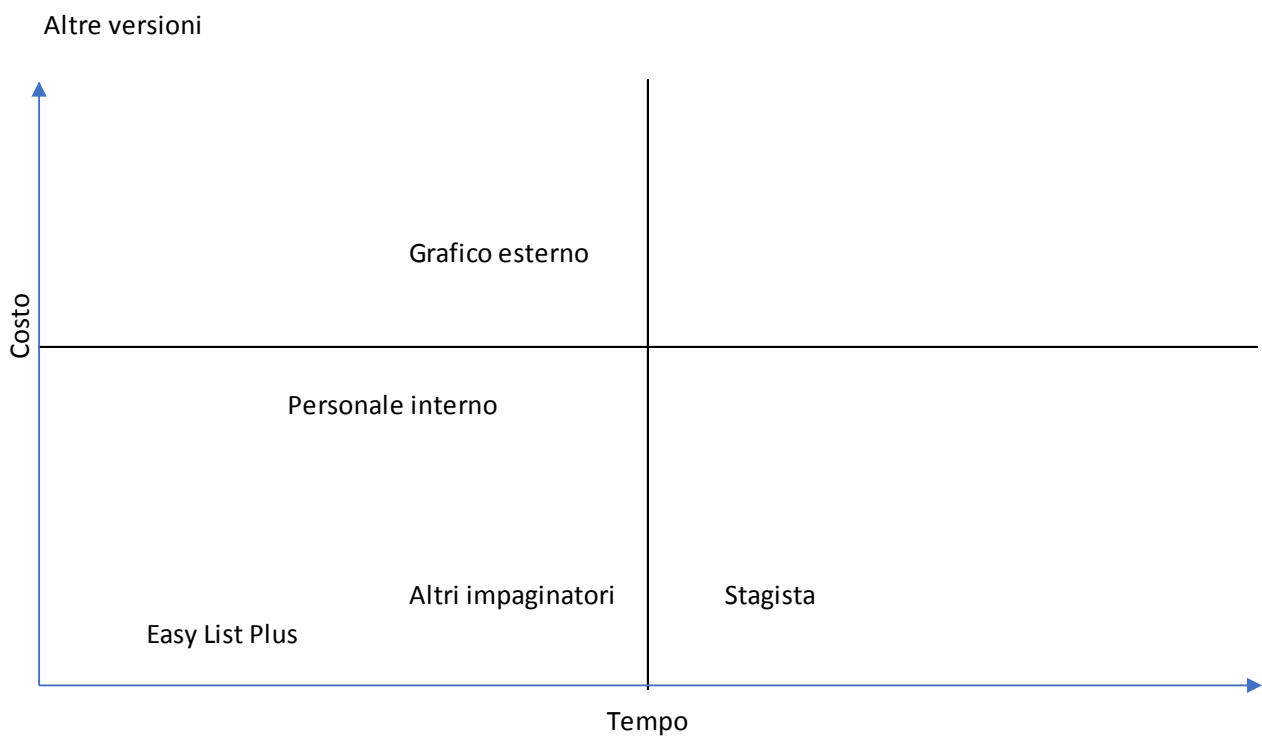 Altre versioni
Grafico esterno
Costo
Personale interno
Altri impaginatori
Stagista
Easy List Plus
Tempo